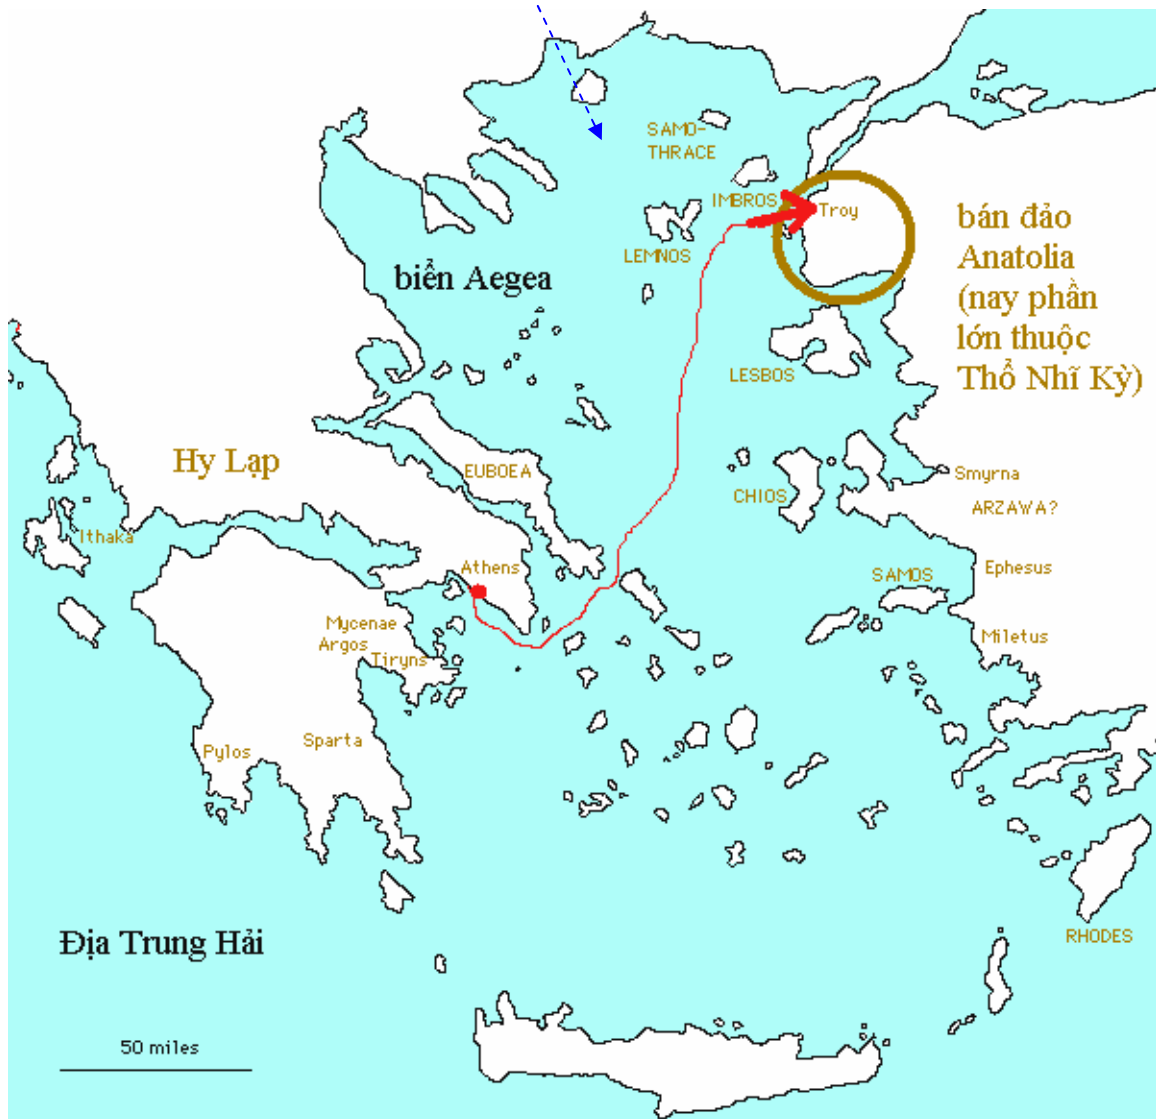 SAMO-
THRACE
IMBROS
Troy
LEMNOS
biển Aegea
bán đảo
Anatolia
(nay phần
lớn thuộc
Thổ Nhĩ Kỳ)
LESBOS
Hy Lạp
EUBOEA
CHIOS
Smyrna
ARZAWA?
Ithaka
Athens
SAMOS
Ephesus
Mycenae
Argos
Tiryns
Miletus
Pylos
Sparta
Địa Trung Hải
RHODES
50 miles